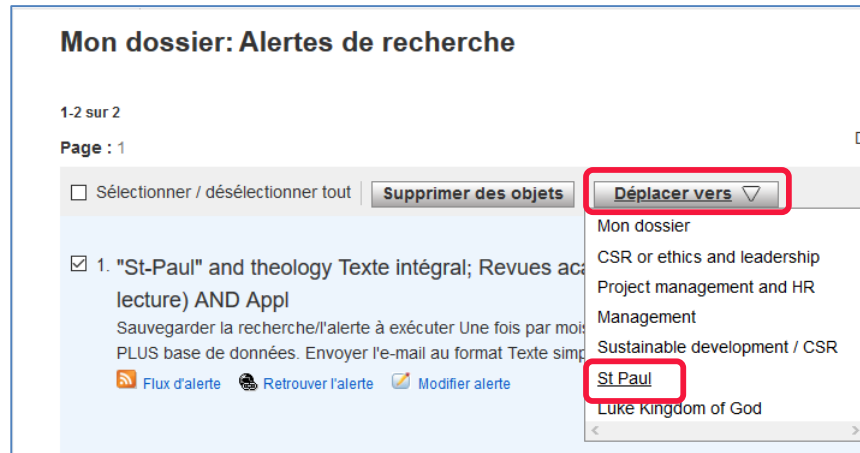 Mon dossier: Alertes de recherche
1-2 sur 2
Page : 1
Sélectionner / désélectionner tout
Supprimer des objets
Déplacer vers
Mon dossier
CSR or ethics and leadership
Project management and HR
Management
Sustainable development / CSR
St Paul
Luke Kingdom of God
1. "St-Paul" and theology Texte intégral; Revues
lecture) AND Appl
Sauvegarder la recherche/l'alerte à exécuter Une fois par
PLUS base de données. Envoyer l'e-mail au format Texte
Flux d'alerte Retrouver l'alerte Modifier alerte